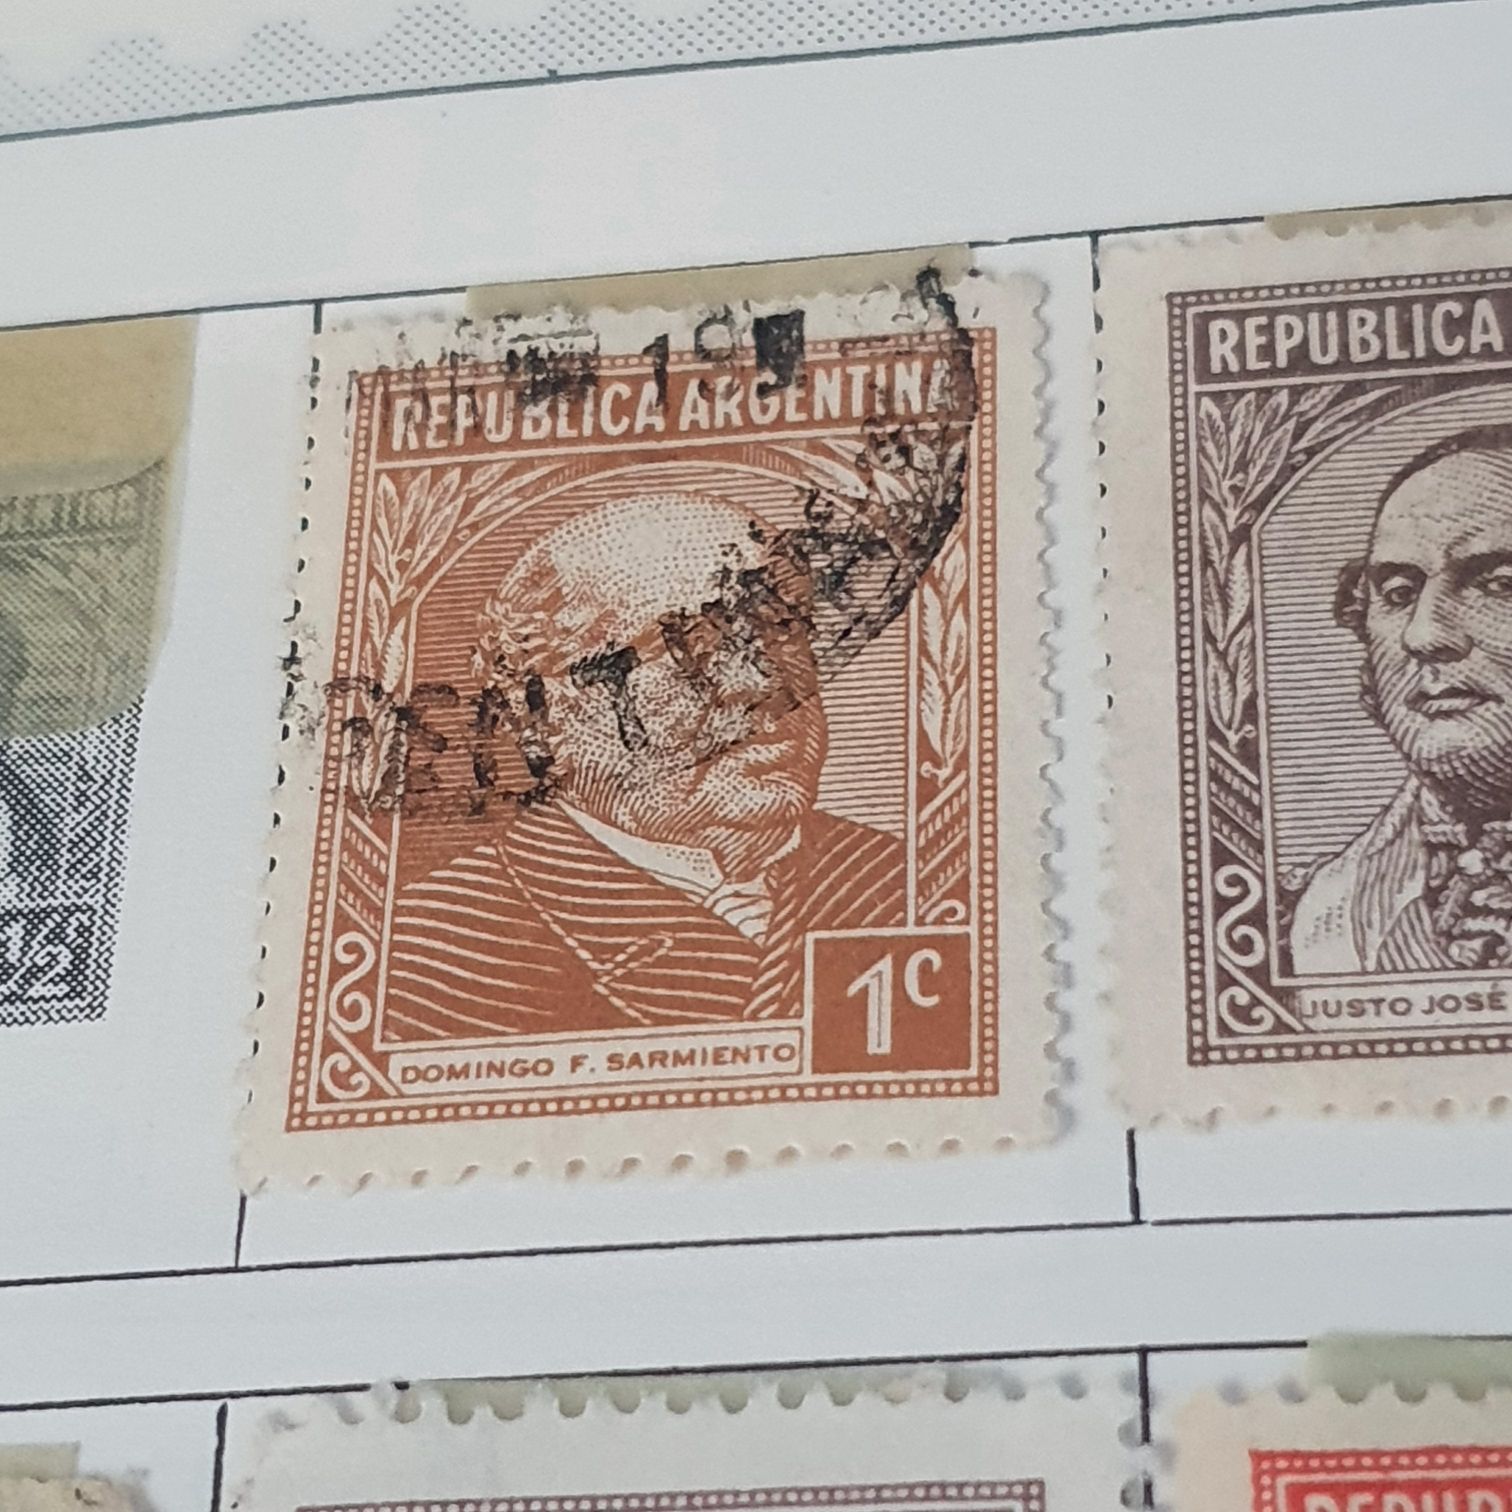 REPUBLICA ARGENTINA
1c
DOMINGO F. SARMIENTO
REPUBLICA
JUSTO JOSÉ